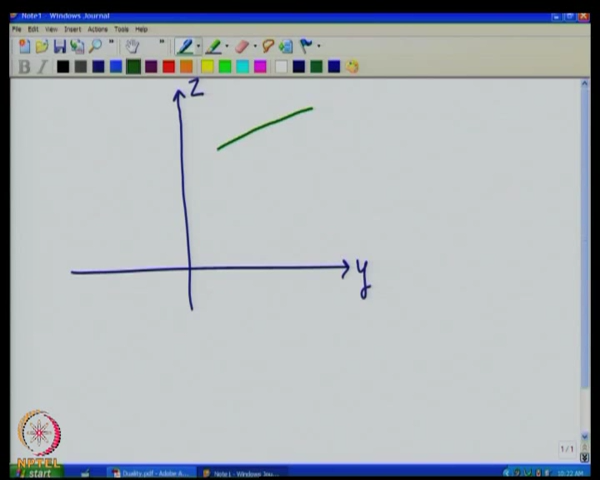 Note1 - Windows Journal
File Edit View Insert Actions Tools Help
B I
z
y
1/1
NPTEL
start
Duality.pdf - Adobe A...
Note1 - Windows Jou...
10:22 AM